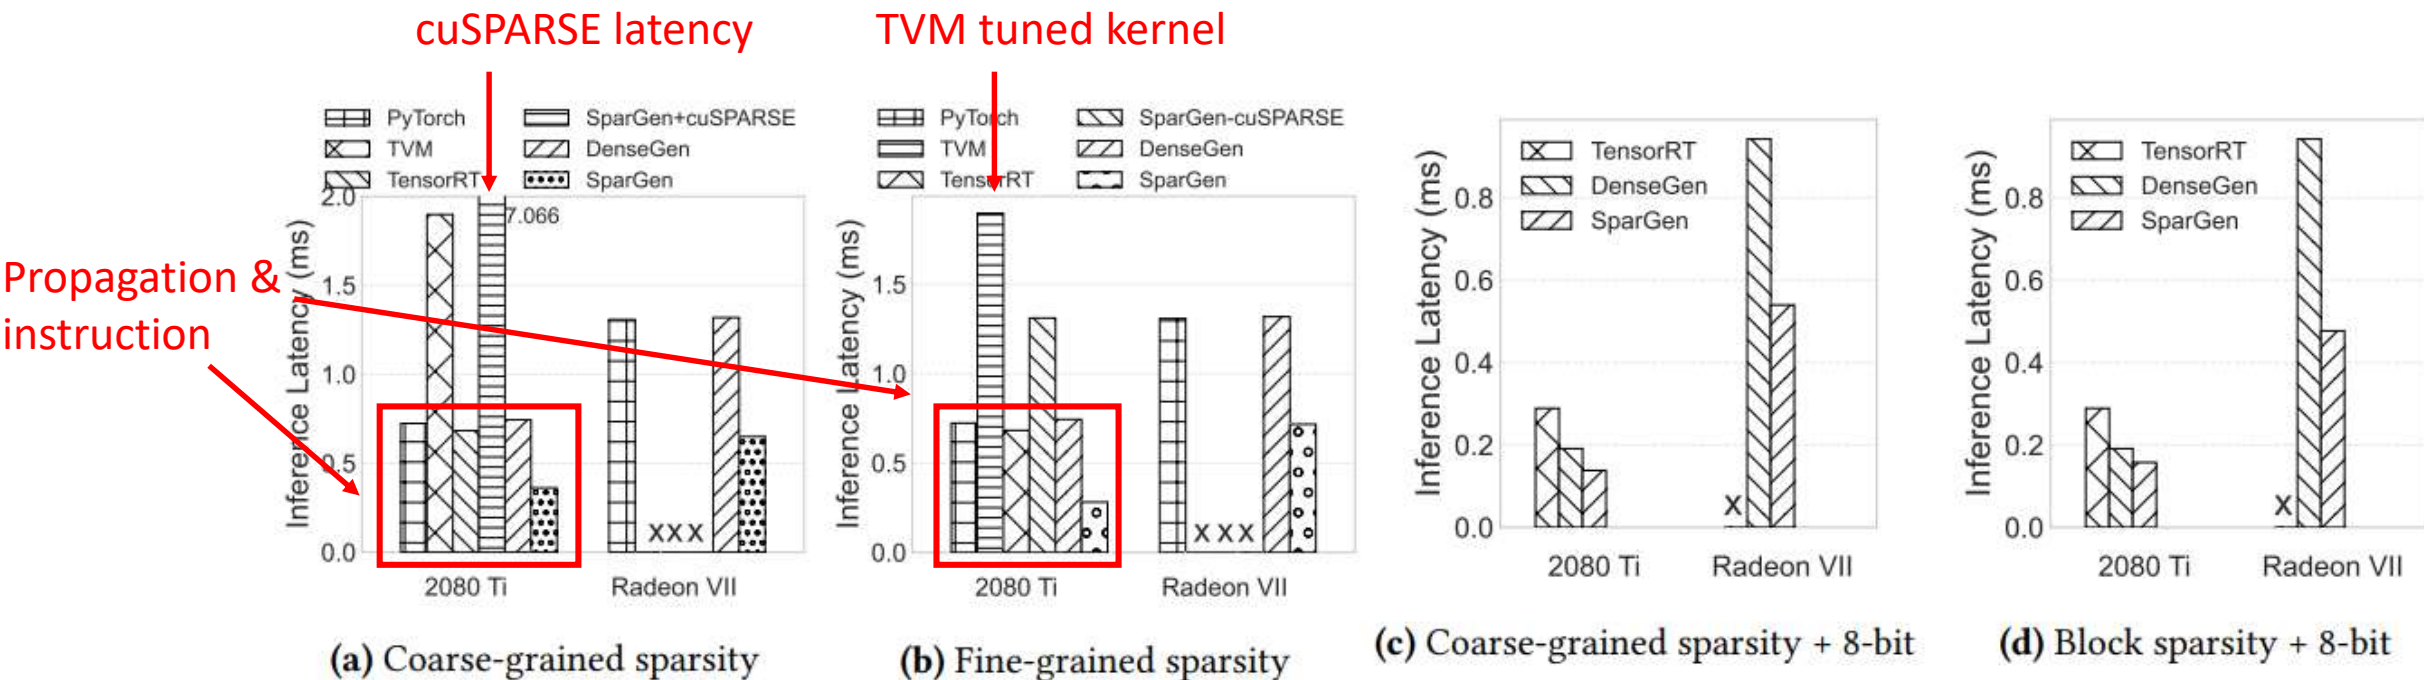 cuSPARSE latency
TVM tuned kernel
Propagation &
instruction
PyTorch
TVM
TensorRT
SparGen+cuSPARSE
DenseGen
SparGen
Inference Latency (ms)
2.0
1.5
1.0
0.5
0.0
7.066
XXX
2080 Ti
Radeon VII
(a) Coarse-grained sparsity
PyTorch
TVM
TensorRT
SparGen-cuSPARSE
DenseGen
SparGen
Inference Latency (ms)
1.5
1.0
0.5
0.0
X X X
2080 Ti
Radeon VII
(b) Fine-grained sparsity
TensorRT
DenseGen
SparGen
Inference Latency (ms)
0.8
0.6
0.4
0.2
0.0
X
2080 Ti
Radeon VII
(c) Coarse-grained sparsity + 8-bit
TensorRT
DenseGen
SparGen
Inference Latency (ms)
0.8
0.6
0.4
0.2
0.0
X
2080 Ti
Radeon VII
(d) Block sparsity + 8-bit